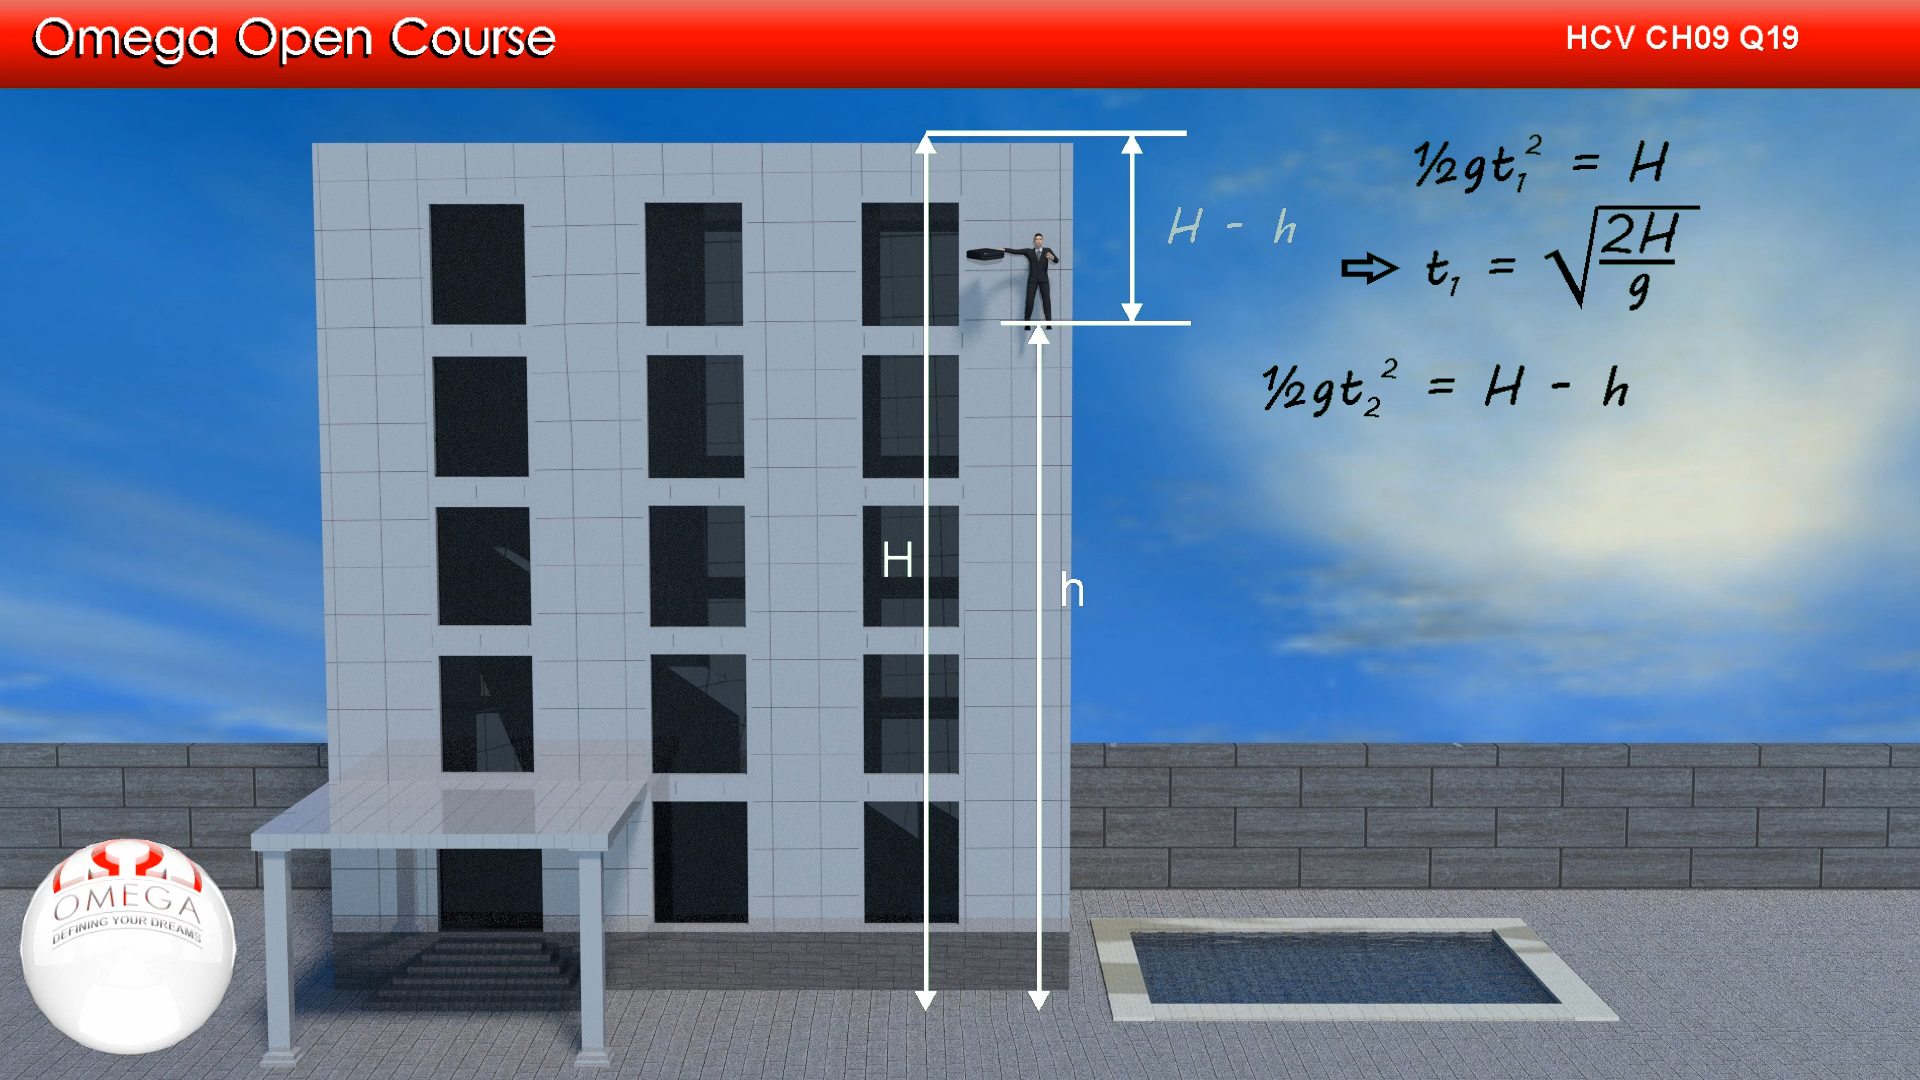 Omega Open Course
HCV CH09 Q19
½gt₁² = H
H - h
⇨ t₁ = √(2H/g)
½gt₂² = H - h
H
h
OMEGA
DEFINING YOUR DREAMS